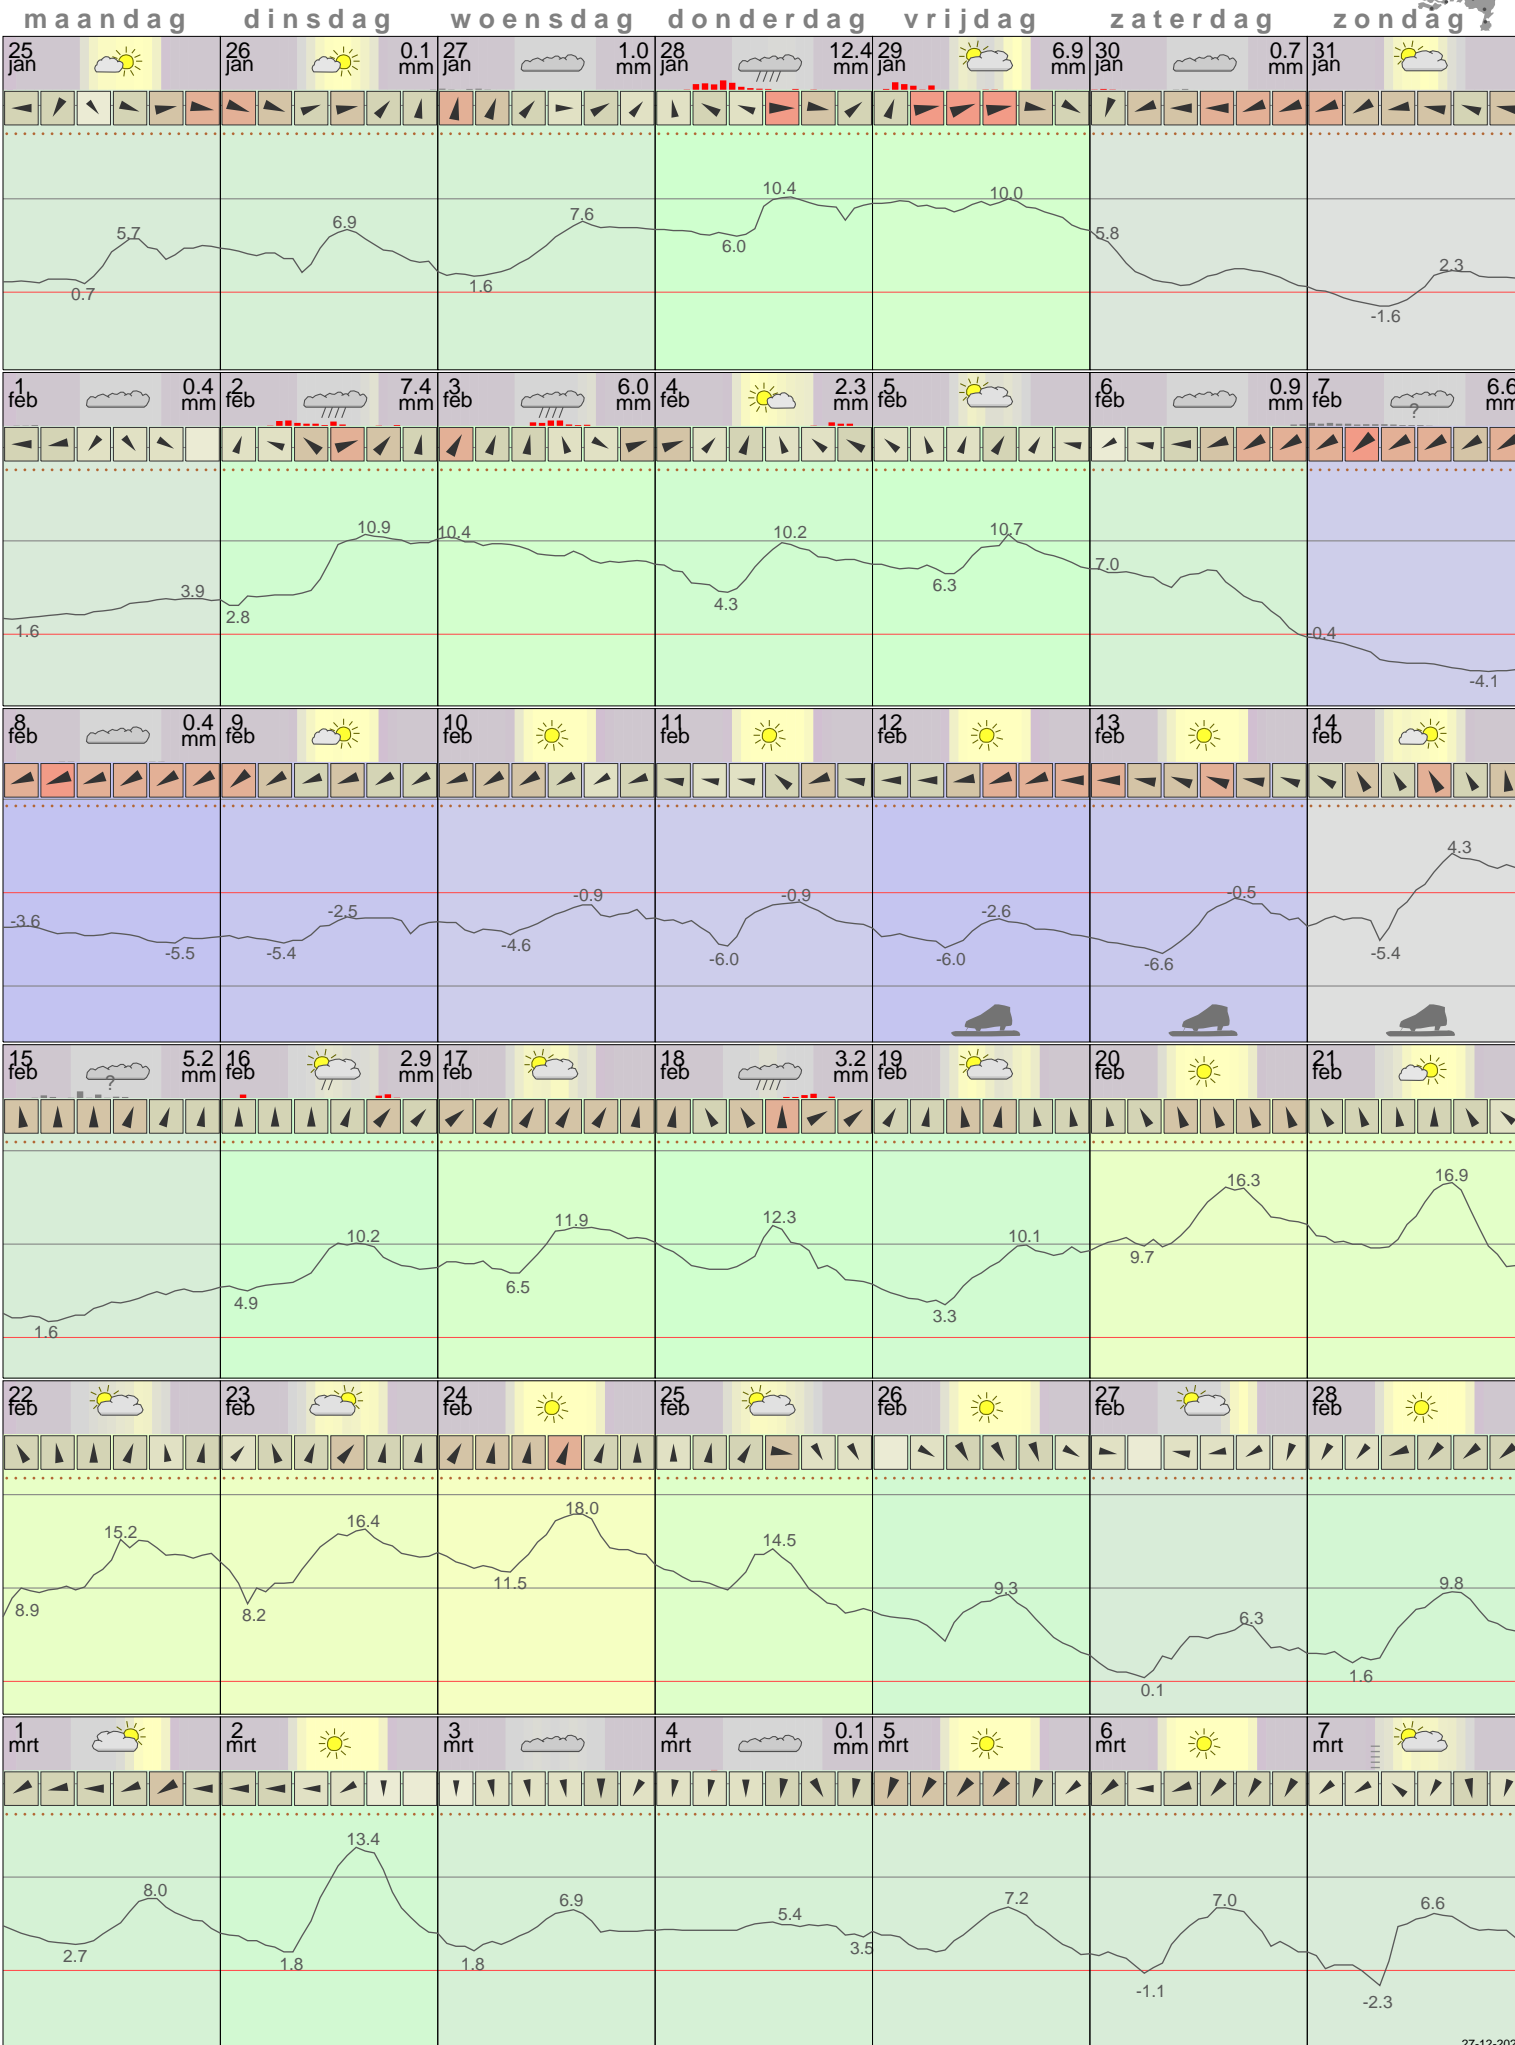 maandag dinsdag woensdag donderdag vrijdag zaterdag zondag
25 jan 26 jan 0.1 mm 27 jan 1.0 mm 28 jan 12.4 mm 29 jan 6.9 mm 30 jan 0.7 mm 31 jan
5.7 0.7 6.9 1.6 7.6 6.0 10.4 10.0 5.8 -1.6 2.3
1 feb 0.4 mm 2 feb 7.4 mm 3 feb 6.0 mm 4 feb 2.3 mm 5 feb 6 feb 0.9 mm 7 feb ? 6.6 mm
1.6 3.9 2.8 10.9 10.4 4.3 10.2 6.3 10.7 7.0 -0.4 -4.1
8 feb 0.4 mm 9 feb 10 feb 11 feb 12 feb 13 feb 14 feb
-3.6 -5.5 -5.4 -2.5 -4.6 -0.9 -6.0 -0.9 -6.0 -2.6 -6.6 -0.5 -5.4 4.3
15 feb ? 5.2 mm 16 feb 2.9 mm 17 feb 18 feb 3.2 mm 19 feb 20 feb 21 feb
1.6 4.9 10.2 6.5 11.9 12.3 3.3 10.1 9.7 16.3 16.9
22 feb 23 feb 24 feb 25 feb 26 feb 27 feb 28 feb
8.9 15.2 8.2 16.4 11.5 18.0 14.5 9.3 0.1 6.3 1.6 9.8
1 mrt 2 mrt 3 mrt 4 mrt 0.1 mm 5 mrt 6 mrt 7 mrt
2.7 8.0 1.8 13.4 1.8 6.9 5.4 3.5 7.2 -1.1 7.0 -2.3 6.6
27-12-202